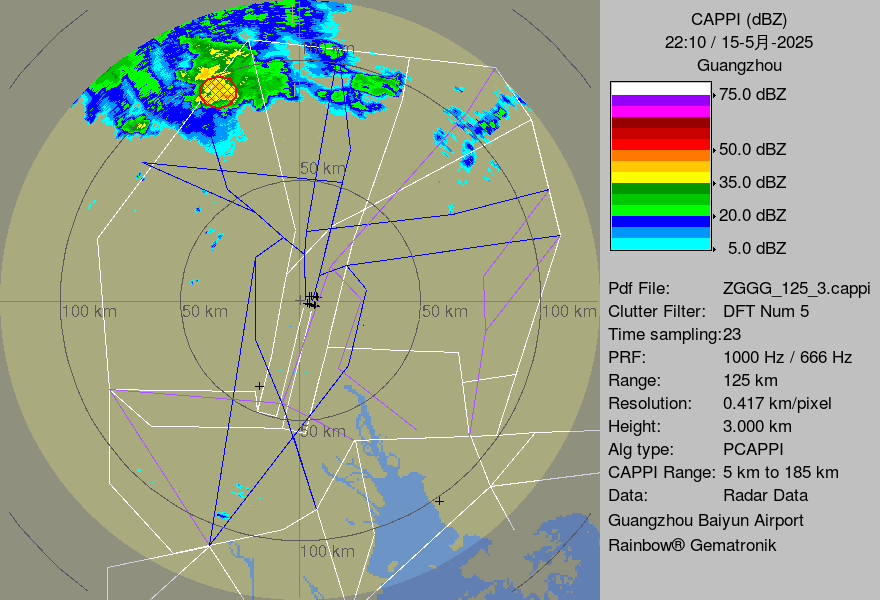 CAPPI (dBZ)
22:10 / 15-5月-2025
Guangzhou
75.0 dBZ
50.0 dBZ
35.0 dBZ
20.0 dBZ
5.0 dBZ
Pdf File: ZGGG_125_3.cappi
Clutter Filter: DFT Num 5
Time sampling:23
PRF: 1000 Hz / 666 Hz
Range: 125 km
Resolution: 0.417 km/pixel
Height: 3.000 km
Alg type: PCAPPI
CAPPI Range: 5 km to 185 km
Data: Radar Data
Guangzhou Baiyun Airport
Rainbow® Gematronik
100 km
50 km
100 km
50 km
50 km
100 km
50 km
100 km